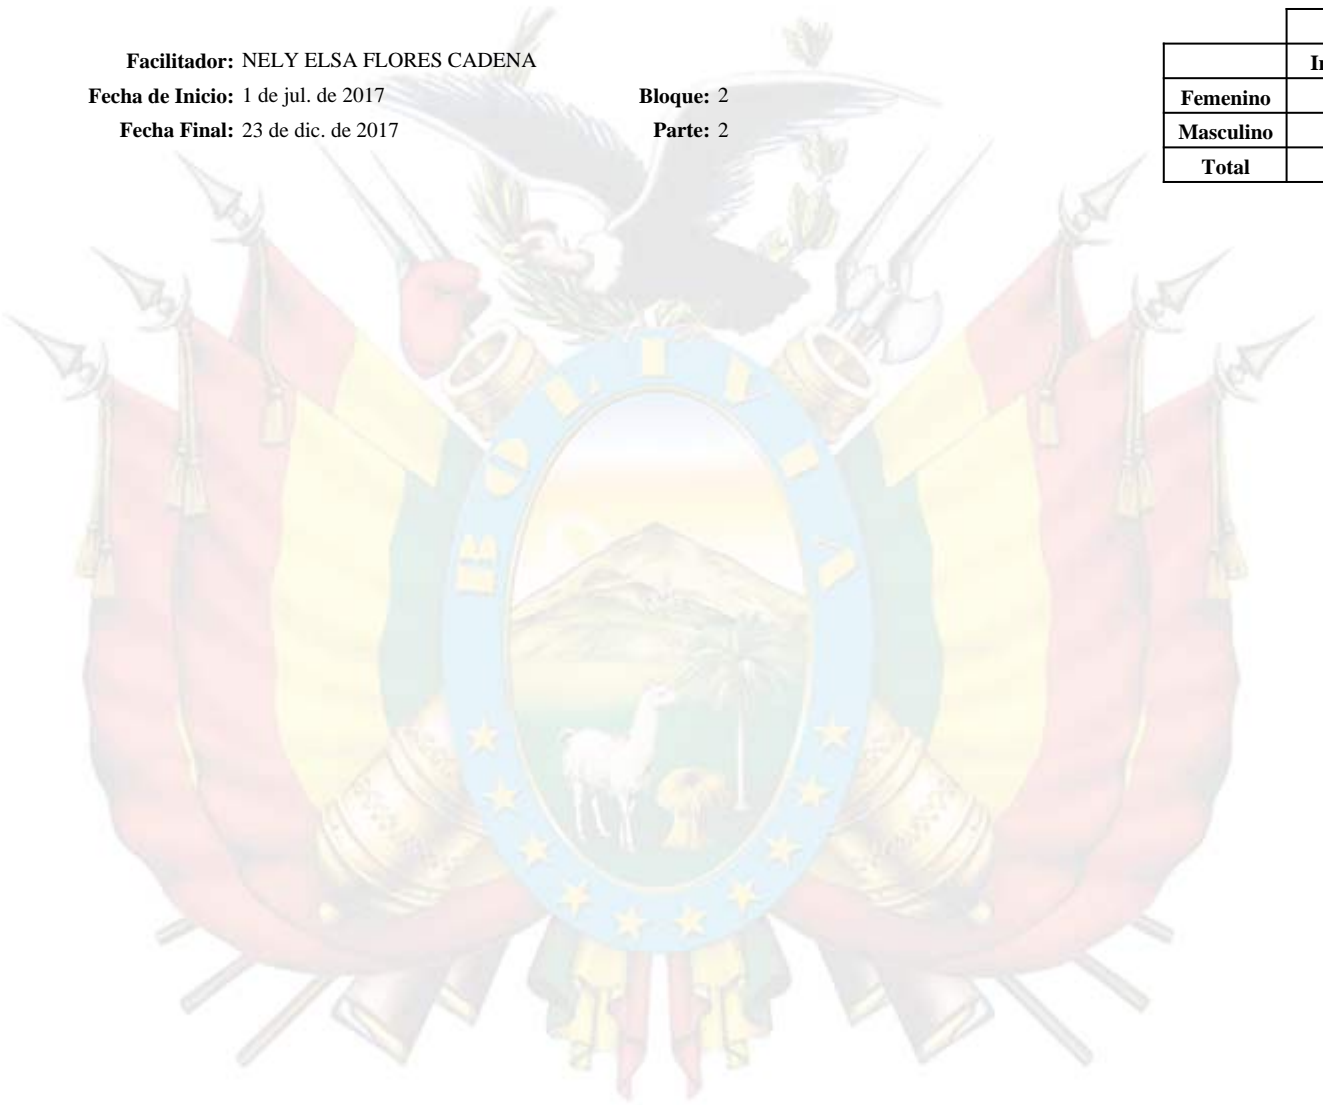 Facilitador: NELY ELSA FLORES CADENA
Fecha de Inicio: 1 de jul. de 2017 Bloque: 2
Fecha Final: 23 de dic. de 2017 Parte: 2
Femenino
Masculino
Total
BOLIVIA